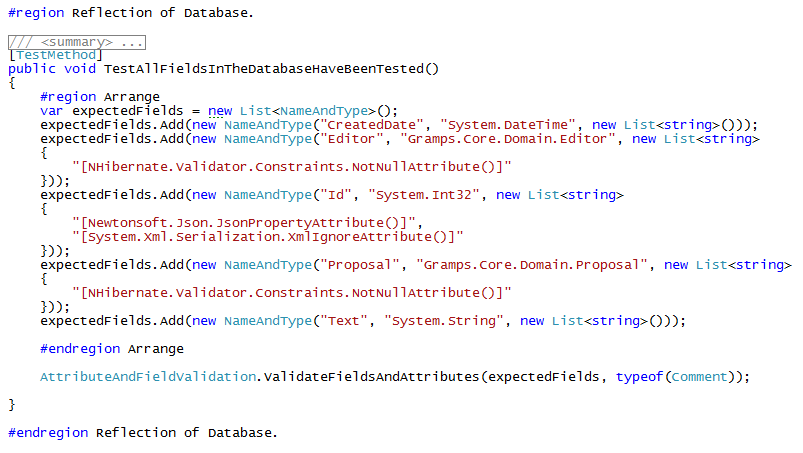 #region Reflection of Database.
/// <summary> ...
[TestMethod]
public void TestAllFieldsInTheDatabaseHaveBeenTested()
{
#region Arrange
var expectedFields = new List<NameAndType>();
expectedFields.Add(new NameAndType("CreatedDate", "System.DateTime", new List<string>()));
expectedFields.Add(new NameAndType("Editor", "Gramps.Core.Domain.Editor", new List<string>
{
"[NHibernate.Validator.Constraints.NotNullAttribute()]"
}));
expectedFields.Add(new NameAndType("Id", "System.Int32", new List<string>
{
"[Newtonsoft.Json.JsonPropertyAttribute()]",
"[System.Xml.Serialization.XmlIgnoreAttribute()]"
}));
expectedFields.Add(new NameAndType("Proposal", "Gramps.Core.Domain.Proposal", new List<string>
{
"[NHibernate.Validator.Constraints.NotNullAttribute()]"
}));
expectedFields.Add(new NameAndType("Text", "System.String", new List<string>()));
#endregion Arrange
AttributeAndFieldValidation.ValidateFieldsAndAttributes(expectedFields, typeof(Comment));
}
#endregion Reflection of Database.